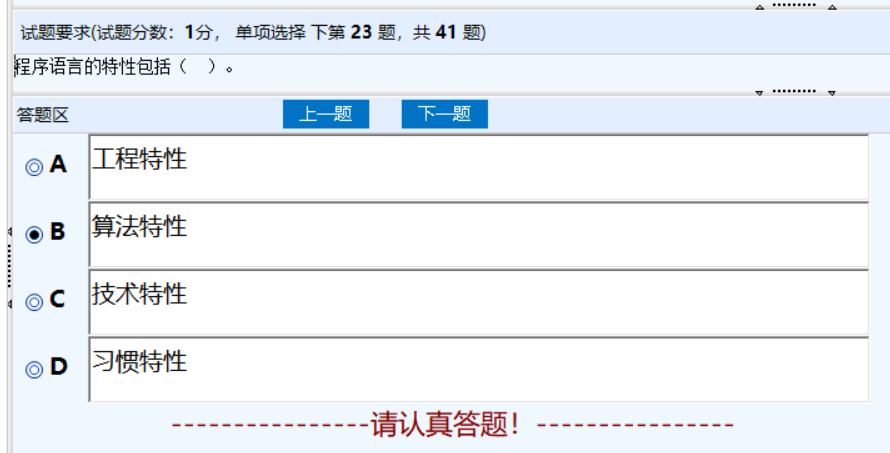 试题要求(试题分数：1分， 单项选择 下第 23 题，共 41 题)
程序语言的特性包括（ ）。
答题区 上一题 下一题
A 工程特性
B 算法特性
C 技术特性
D 习惯特性
----------------请认真答题！----------------